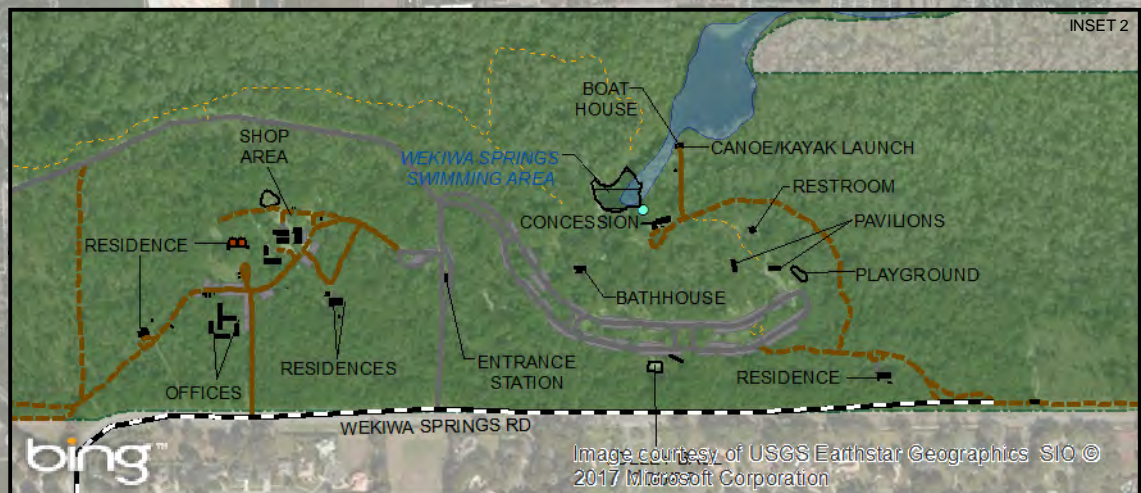 INSET 2
BOAT
HOUSE
SHOP
AREA
CANOE/KAYAK LAUNCH
WEKIWA SPRINGS
SWIMMING AREA
RESTROOM
CONCESSION
PAVILIONS
RESIDENCE
PLAYGROUND
BATHHOUSE
RESIDENCES
ENTRANCE
STATION
OFFICES
RESIDENCE
WEKIWA SPRINGS RD
bing™
Image courtesy of USGS Earthstar Geographics SIO ©
2017 Microsoft Corporation